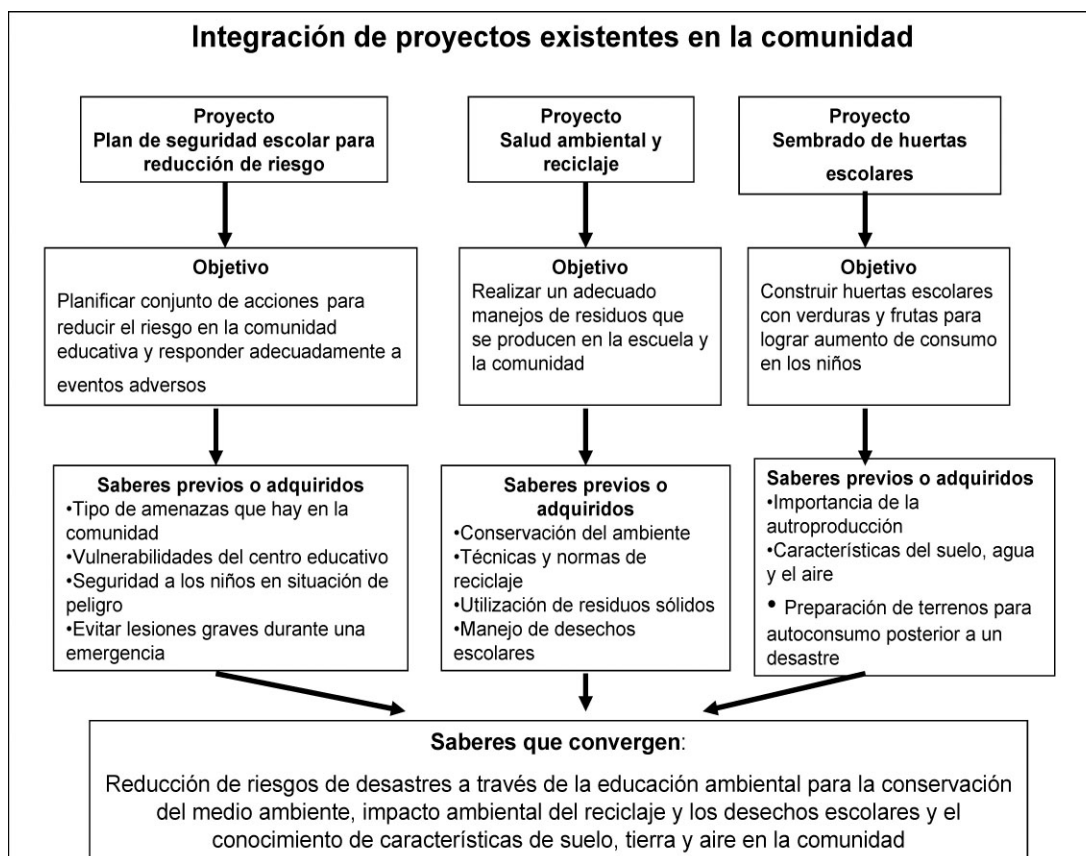 Integración de proyectos existentes en la comunidad
Proyecto
Plan de seguridad escolar para
reducción de riesgo
Proyecto
Salud ambiental y
reciclaje
Proyecto
Sembrado de huertas
escolares
Objetivo
Planificar conjunto de acciones para
reducir el riesgo en la comunidad
educativa y responder adecuadamente a
eventos adversos
Objetivo
Realizar un adecuado
manejos de residuos que
se producen en la escuela y
la comunidad
Objetivo
Construir huertas escolares
con verduras y frutas para
lograr aumento de consumo
en los niños
Saberes previos o adquiridos
•Tipo de amenazas que hay en la
comunidad
•Vulnerabilidades del centro educativo
•Seguridad a los niños en situación de
peligro
•Evitar lesiones graves durante una
emergencia
Saberes previos o
adquiridos
•Conservación del ambiente
•Técnicas y normas de
reciclaje
•Utilización de residuos sólidos
•Manejo de desechos
escolares
Saberes previos o adquiridos
•Importancia de la
autroproducción
•Características del suelo, agua
y el aire
• Preparación de terrenos para
autoconsumo posterior a un
desastre
Saberes que convergen:
Reducción de riesgos de desastres a través de la educación ambiental para la conservación
del medio ambiente, impacto ambiental del reciclaje y los desechos escolares y el
conocimiento de características de suelo, tierra y aire en la comunidad